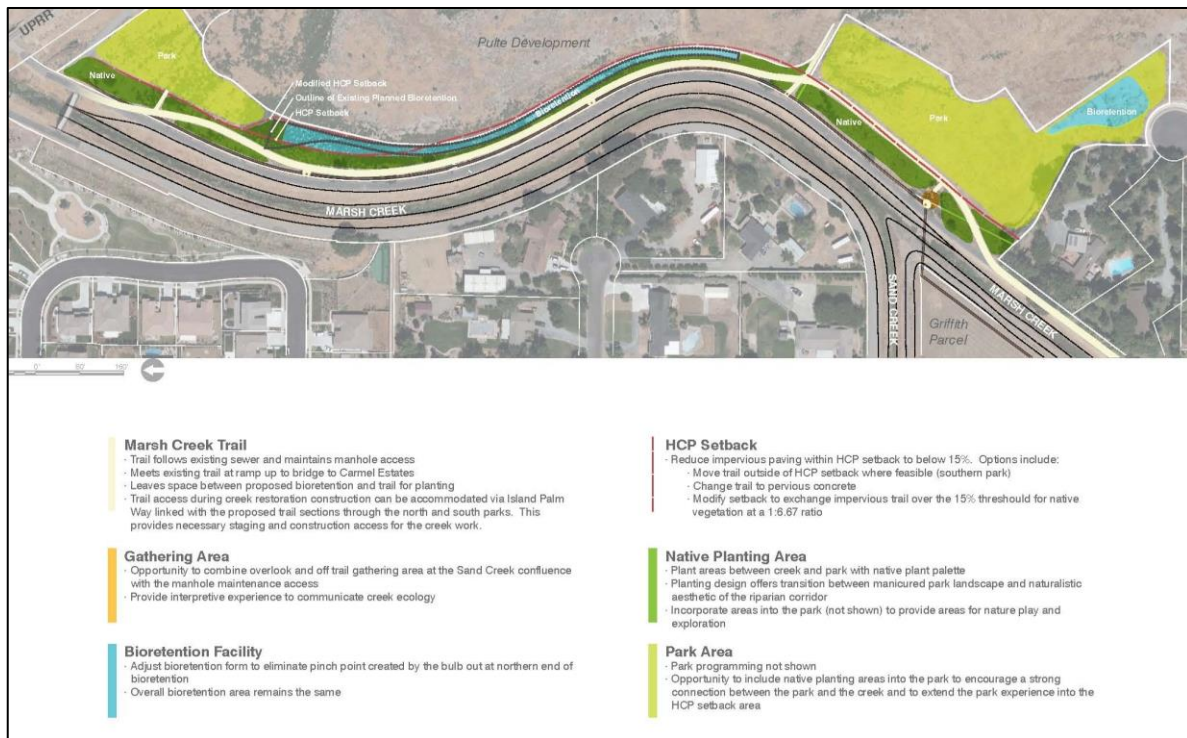 UPRR
Park
Pulte Development
Native
Modified HCP Setback
Outline of Existing Planned Bioretention
HCP Setback
Bioretention
Native
Park
Bioretention
MARSH CREEK
SAND CREEK
MARSH CREEK
Griffith
Parcel
0' 80' 160'
Marsh Creek Trail
· Trail follows existing sewer and maintains manhole access
· Meets existing trail at ramp up to bridge to Carmel Estates
· Leaves space between proposed bioretention and trail for planting
· Trail access during creek restoration construction can be accommodated via Island Palm
Way linked with the proposed trail sections through the north and south parks. This
provides necessary staging and construction access for the creek work.
Gathering Area
· Opportunity to combine overlook and off trail gathering area at the Sand Creek confluence
with the manhole maintenance access
· Provide interpretive experience to communicate creek ecology
Bioretention Facility
· Adjust bioretention form to eliminate pinch point created by the bulb out at northern end of
bioretention
· Overall bioretention area remains the same
HCP Setback
· Reduce impervious paving within HCP setback to below 15%. Options include:
· Move trail outside of HCP setback where feasible (southern park)
· Change trail to pervious concrete
· Modify setback to exchange impervious trail over the 15% threshold for native
vegetation at a 1:6.67 ratio
Native Planting Area
· Plant areas between creek and park with native plant palette
· Planting design offers transition between manicured park landscape and naturalistic
aesthetic of the riparian corridor
· Incorporate areas into the park (not shown) to provide areas for nature play and
exploration
Park Area
· Park programming not shown
· Opportunity to include native planting areas into the park to encourage a strong
connection between the park and the creek and to extend the park experience into the
HCP setback area